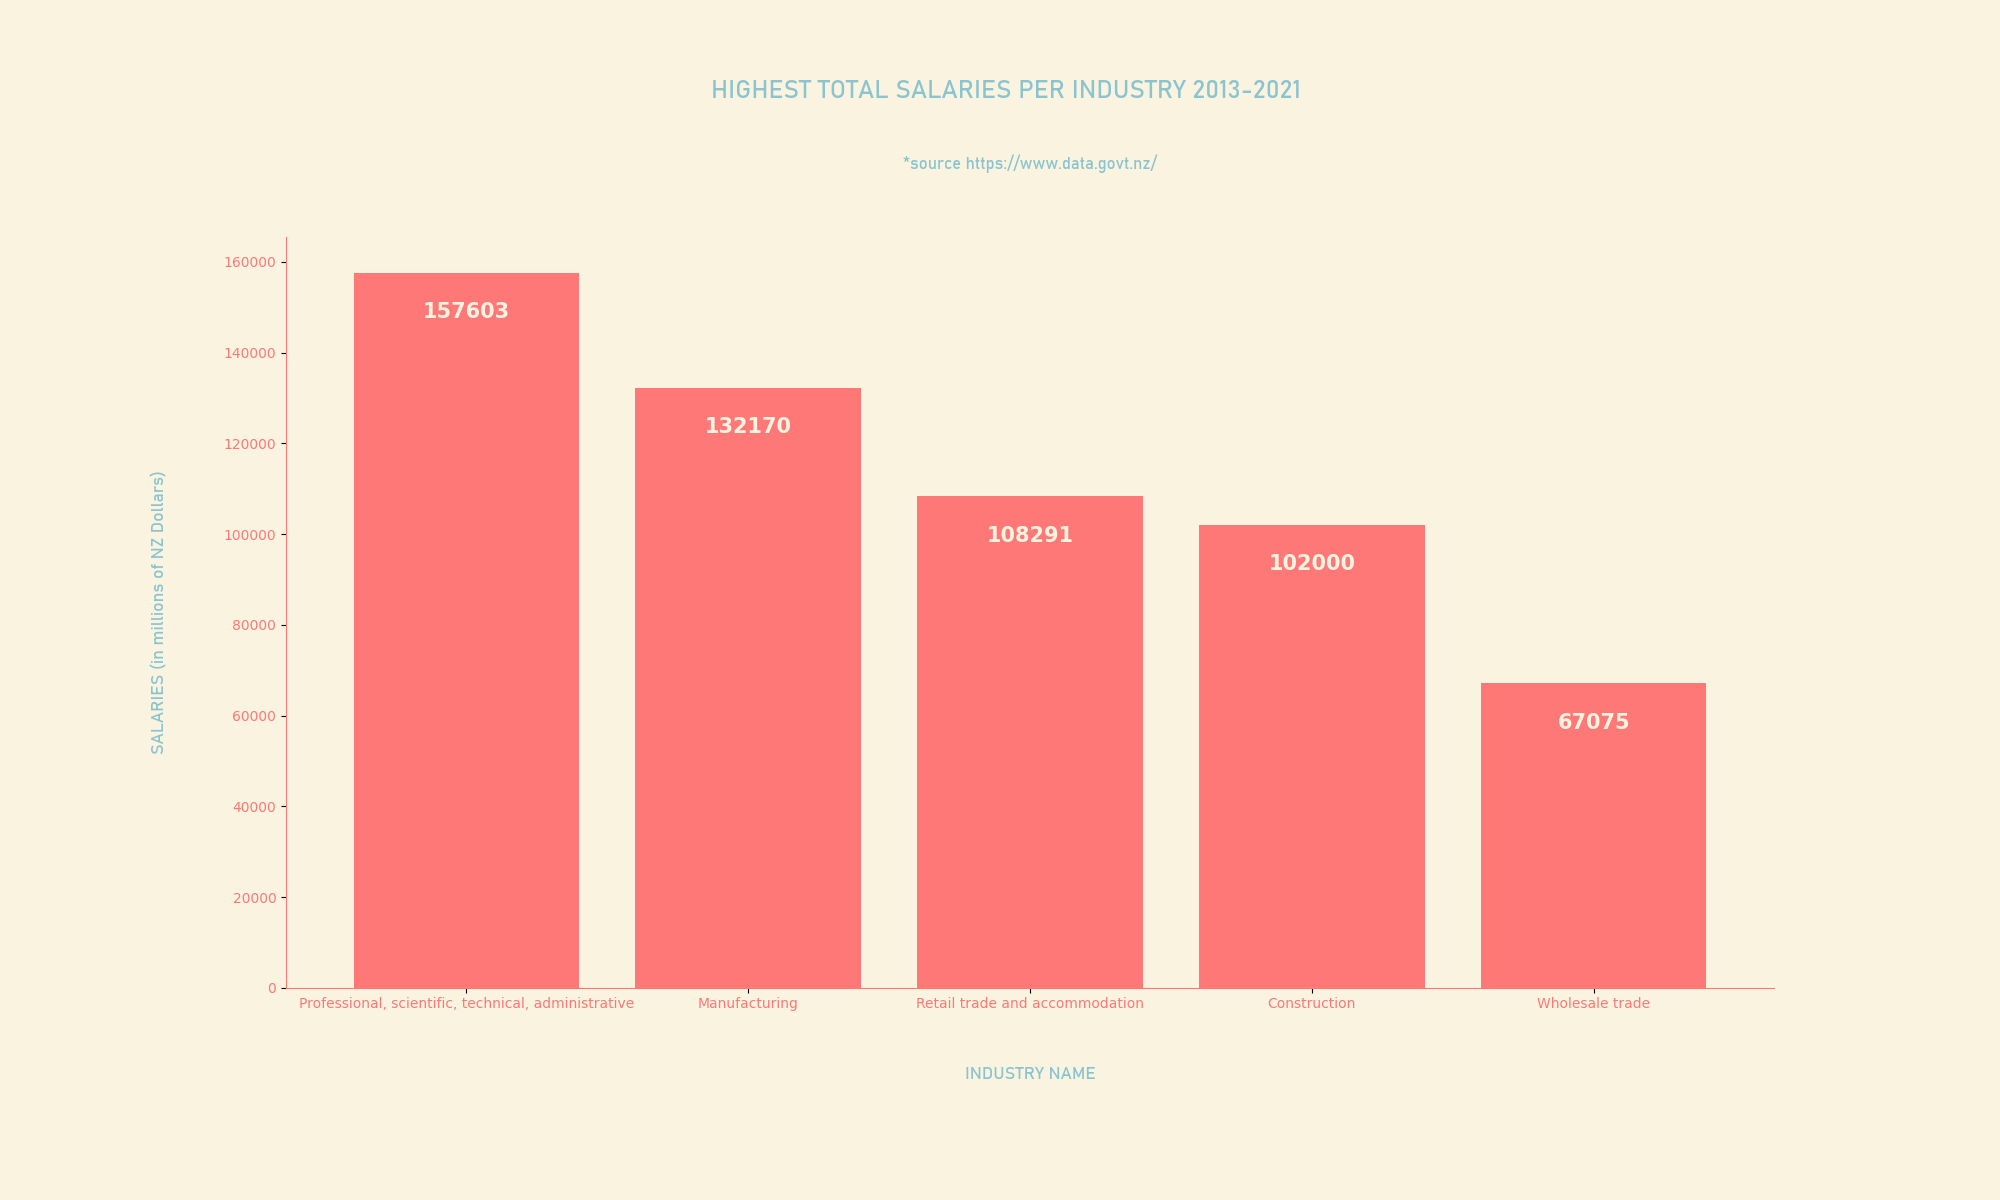 HIGHEST TOTAL SALARIES PER INDUSTRY 2013-2021
*source https://www.data.govt.nz/
SALARIES (in millions of NZ Dollars)
160000
140000
120000
100000
80000
60000
40000
20000
0
157603
132170
108291
102000
67075
Professional, scientific, technical, administrative
Manufacturing
Retail trade and accommodation
Construction
Wholesale trade
INDUSTRY NAME